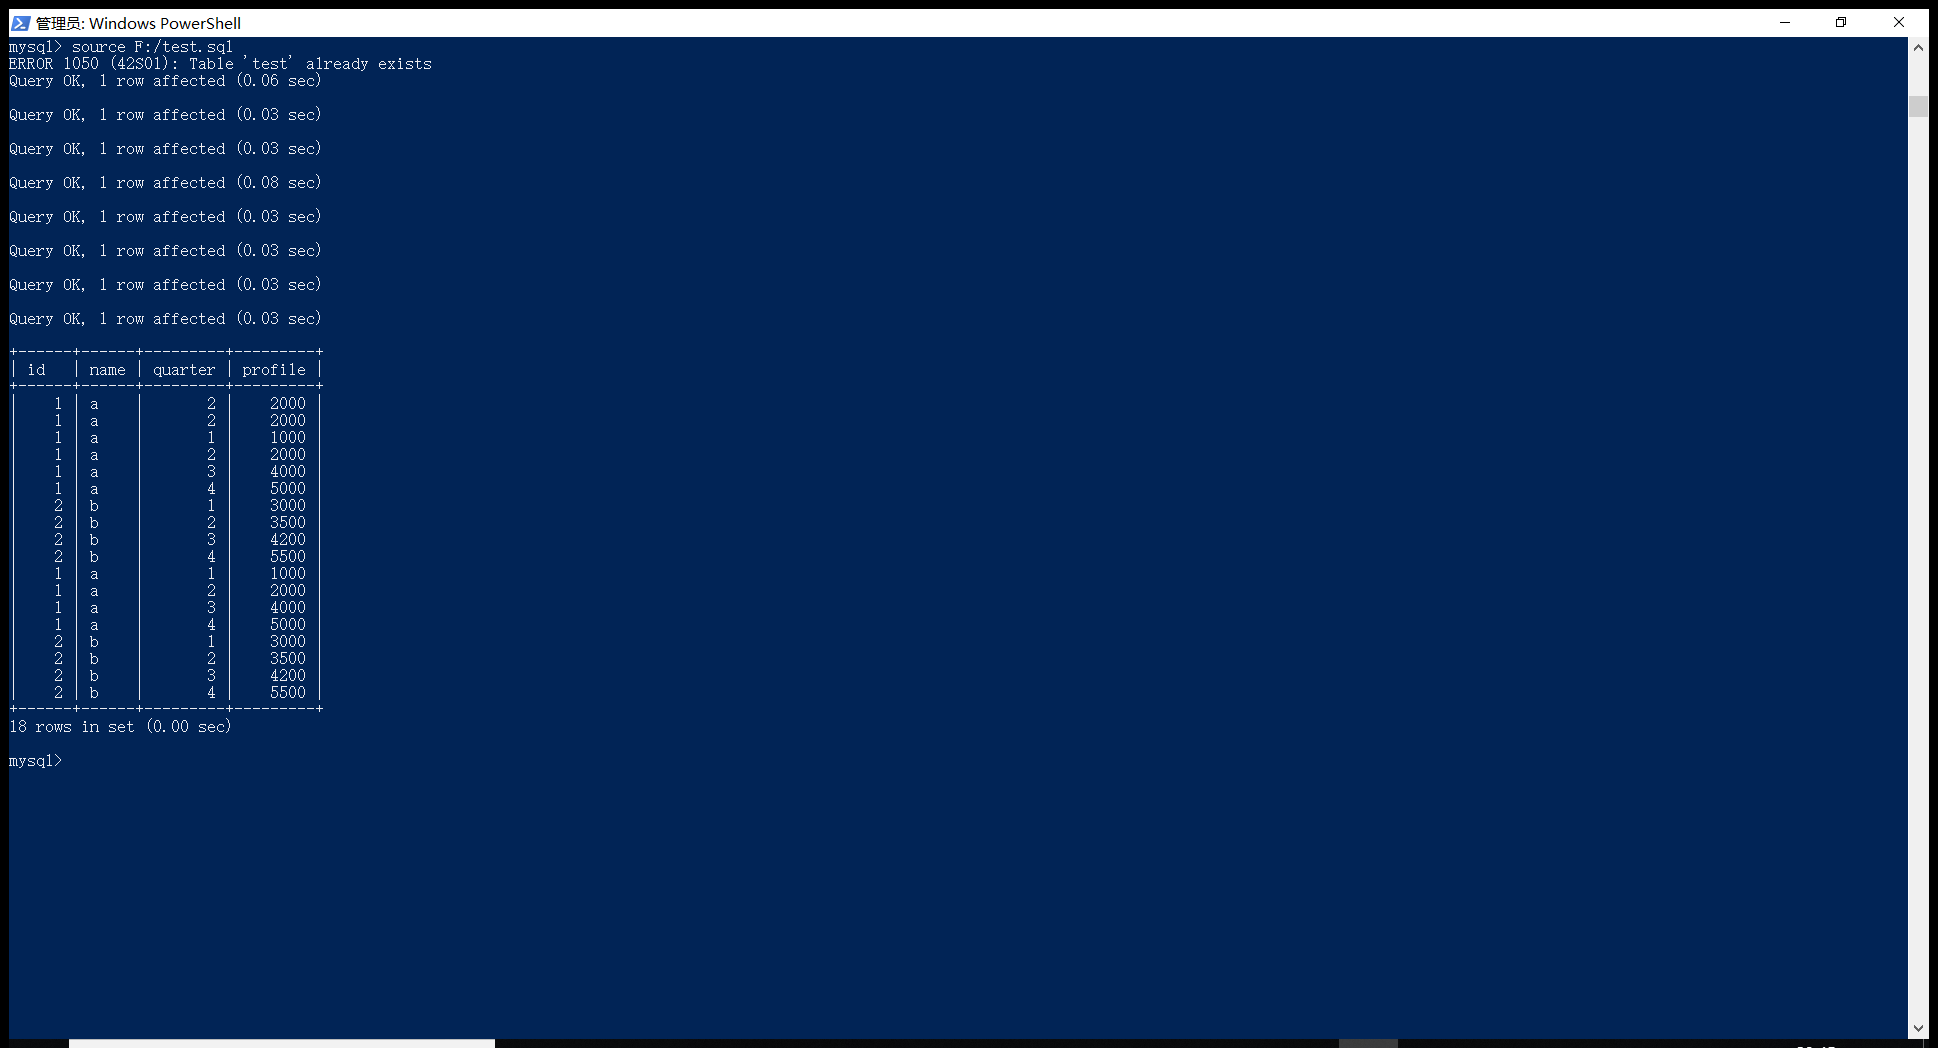 管理员: Windows PowerShell
mysql> source F:/test.sql
ERROR 1050 (42S01): Table 'test' already exists
Query OK, 1 row affected (0.06 sec)
Query OK, 1 row affected (0.03 sec)
Query OK, 1 row affected (0.03 sec)
Query OK, 1 row affected (0.08 sec)
Query OK, 1 row affected (0.03 sec)
Query OK, 1 row affected (0.03 sec)
Query OK, 1 row affected (0.03 sec)
Query OK, 1 row affected (0.03 sec)
+------+------+---------+---------+
| id   | name | quarter | profile |
+------+------+---------+---------+
|    1 | a    |       2 |    2000 |
|    1 | a    |       2 |    2000 |
|    1 | a    |       1 |    1000 |
|    1 | a    |       2 |    2000 |
|    1 | a    |       3 |    4000 |
|    1 | a    |       4 |    5000 |
|    2 | b    |       1 |    3000 |
|    2 | b    |       2 |    3500 |
|    2 | b    |       3 |    4200 |
|    2 | b    |       4 |    5500 |
|    1 | a    |       1 |    1000 |
|    1 | a    |       2 |    2000 |
|    1 | a    |       3 |    4000 |
|    1 | a    |       4 |    5000 |
|    2 | b    |       1 |    3000 |
|    2 | b    |       2 |    3500 |
|    2 | b    |       3 |    4200 |
|    2 | b    |       4 |    5500 |
+------+------+---------+---------+
18 rows in set (0.00 sec)
mysql>